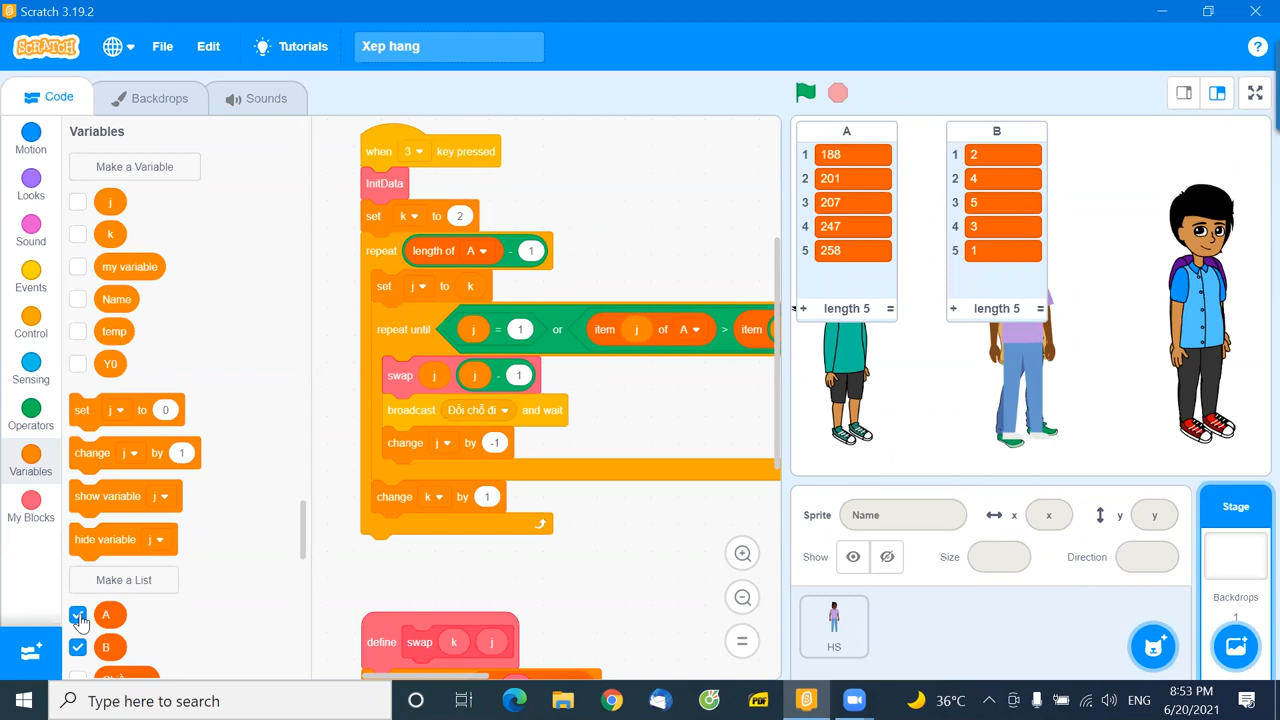 Scratch 3.19.2
SCRATCH
File
Edit
Tutorials
Xep hang
?
Code
Backdrops
Sounds
Motion
Looks
Sound
Events
Control
Sensing
Operators
Variables
My Blocks
Variables
Make a Variable
j
k
my variable
Name
temp
Y0
set j to 0
change j by 1
show variable j
hide variable j
Make a List
A
B
when 3 key pressed
InitData
set k to 2
repeat length of A - 1
set j to k
repeat until j = 1 or item j of A > item
swap j j - 1
broadcast Đổi chỗ đi and wait
change j by -1
change k by 1
define swap k j
A
1 188
2 201
3 207
4 247
5 258
+ length 5 =
B
1 2
2 4
3 5
4 3
5 1
+ length 5 =
Sprite Name x x y y
Show Size Direction
HS
Stage
Backdrops
1
Type here to search
PDF
36°C
ENG
8:53 PM
6/20/2021